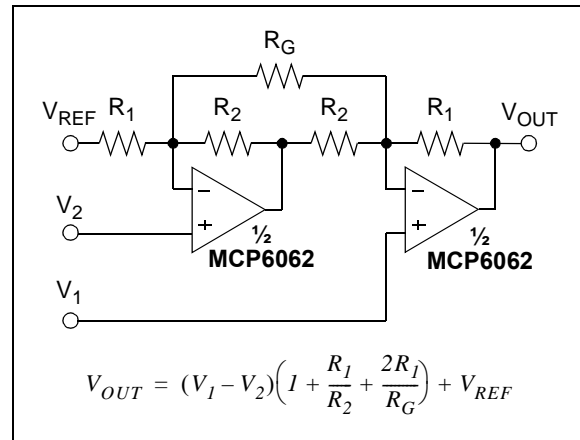 R_G
V_REF R_1 R_2 R_2 R_1 V_OUT
V_2 − + ½ MCP6062
V_1 − + ½ MCP6062
V_OUT = (V_1 − V_2)(1 + R_1/R_2 + 2R_1/R_G) + V_REF